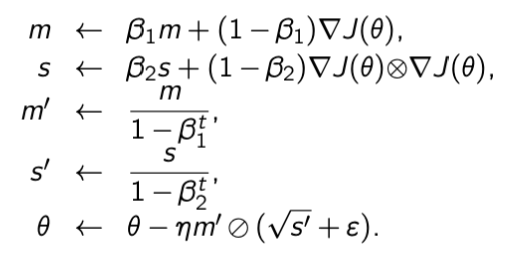 m ← β₁m + (1 − β₁)∇J(θ),
s ← β₂s + (1 − β₂)∇J(θ)⊗∇J(θ),
m′ ← m / (1 − β₁ᵗ),
s′ ← s / (1 − β₂ᵗ),
θ ← θ − ηm′ ⊘ (√s′ + ε).